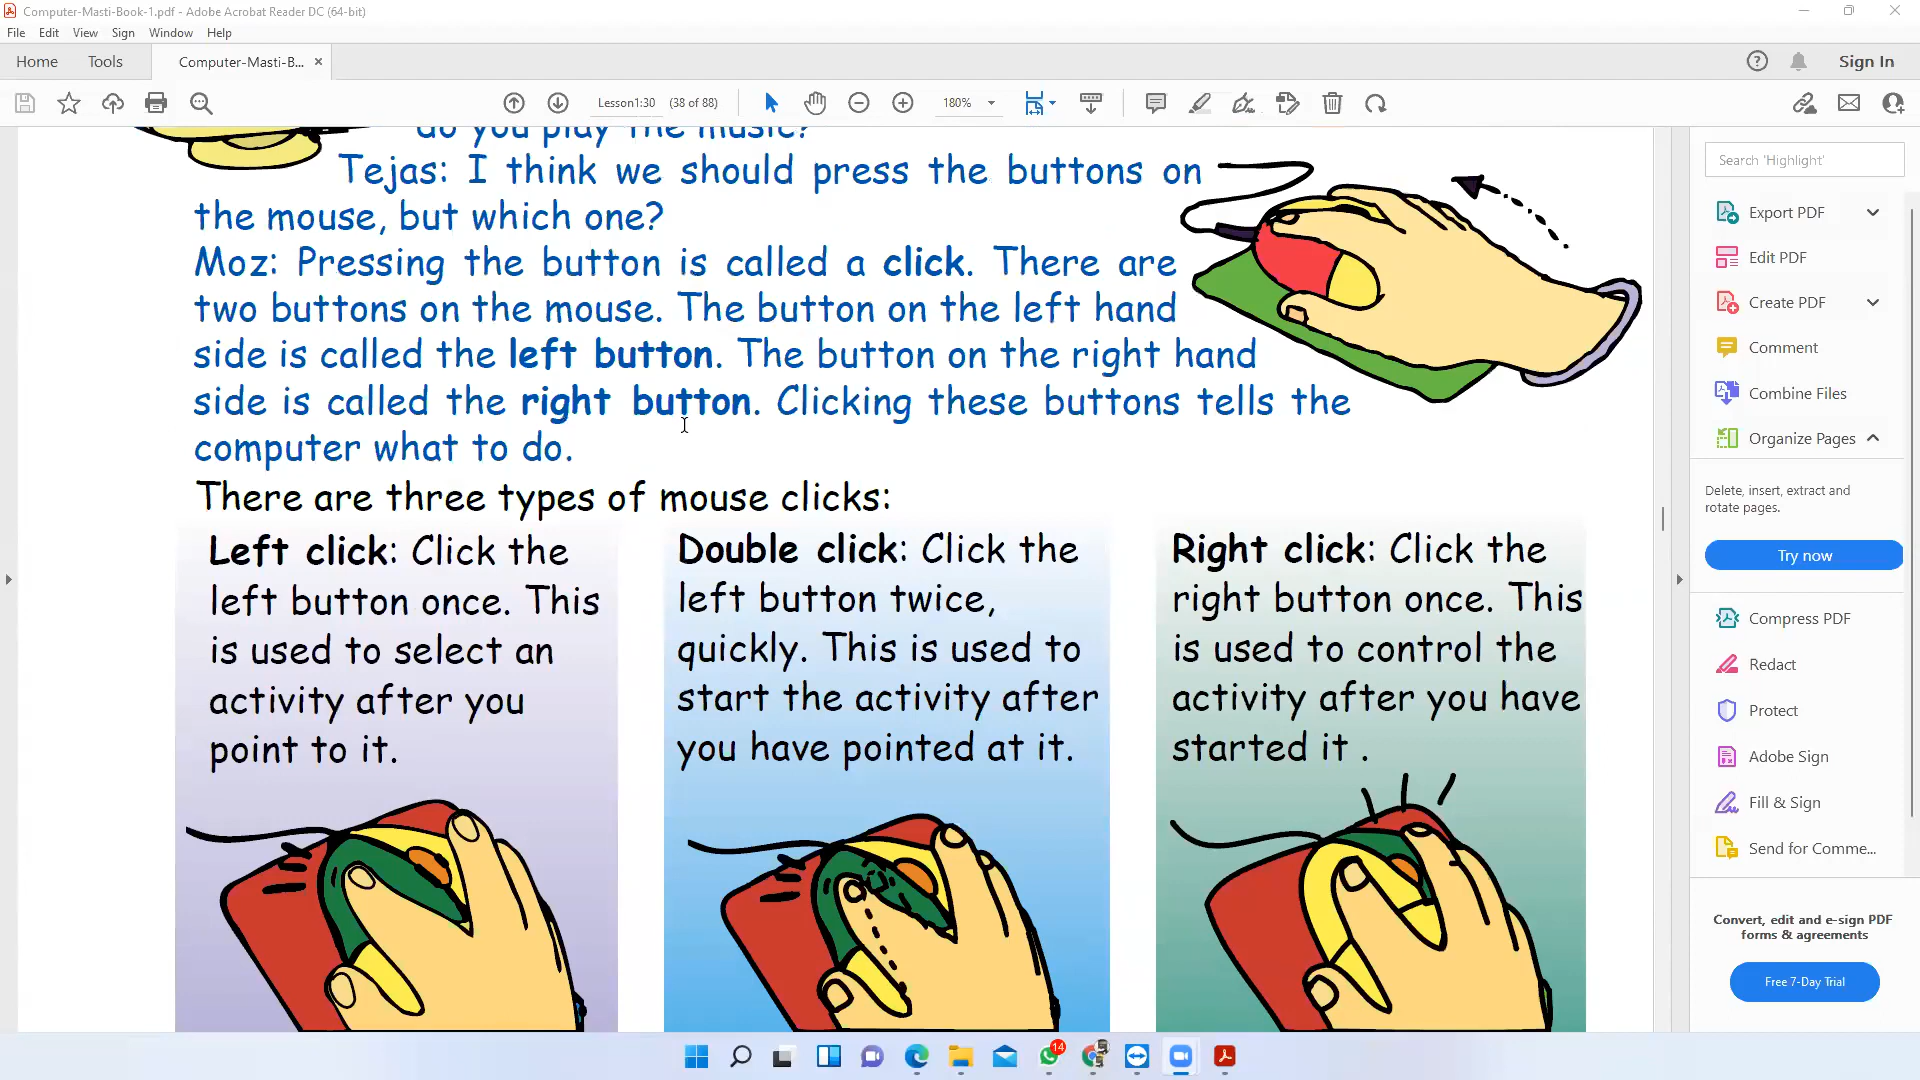 Computer-Masti-Book-1.pdf - Adobe Acrobat Reader DC (64-bit)
File Edit View Sign Window Help
Home Tools Computer-Masti-B... × Sign In
Lesson1:30 (38 of 88) 180%
do you play the music?
Tejas: I think we should press the buttons on
the mouse, but which one?
Moz: Pressing the button is called a click. There are
two buttons on the mouse. The button on the left hand
side is called the left button. The button on the right hand
side is called the right button. Clicking these buttons tells the
computer what to do.
There are three types of mouse clicks:
Left click: Click the
left button once. This
is used to select an
activity after you
point to it.
Double click: Click the
left button twice,
quickly. This is used to
start the activity after
you have pointed at it.
Right click: Click the
right button once. This
is used to control the
activity after you have
started it .
Search 'Highlight'
Export PDF
Edit PDF
Create PDF
Comment
Combine Files
Organize Pages
Delete, insert, extract and
rotate pages.
Try now
Compress PDF
Redact
Protect
Adobe Sign
Fill & Sign
Send for Comme...
Convert, edit and e-sign PDF
forms & agreements
Free 7-Day Trial
14